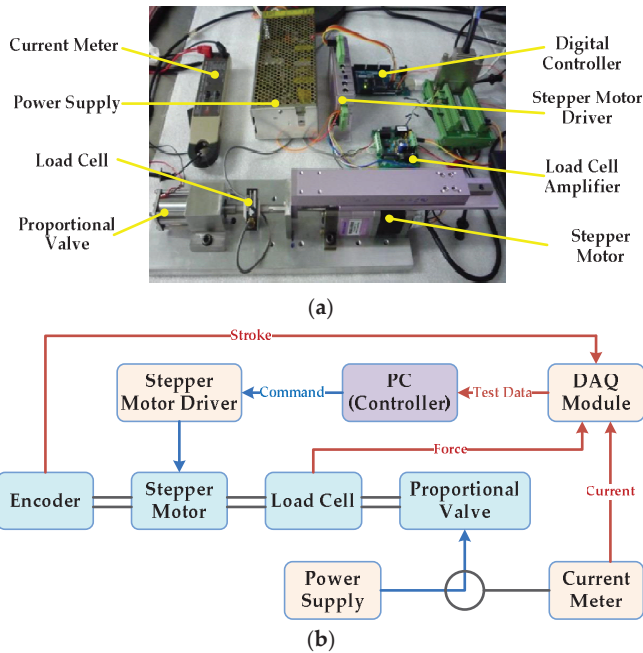 Current Meter
Power Supply
Load Cell
Proportional
Valve
Digital
Controller
Stepper Motor
Driver
Load Cell
Amplifier
Stepper
Motor
(a)
Stroke
Stepper
Motor Driver
Command
PC
(Controller)
Test Data
DAQ
Module
Force
Current
Encoder
Stepper
Motor
Load Cell
Proportional
Valve
Power
Supply
Current
Meter
(b)